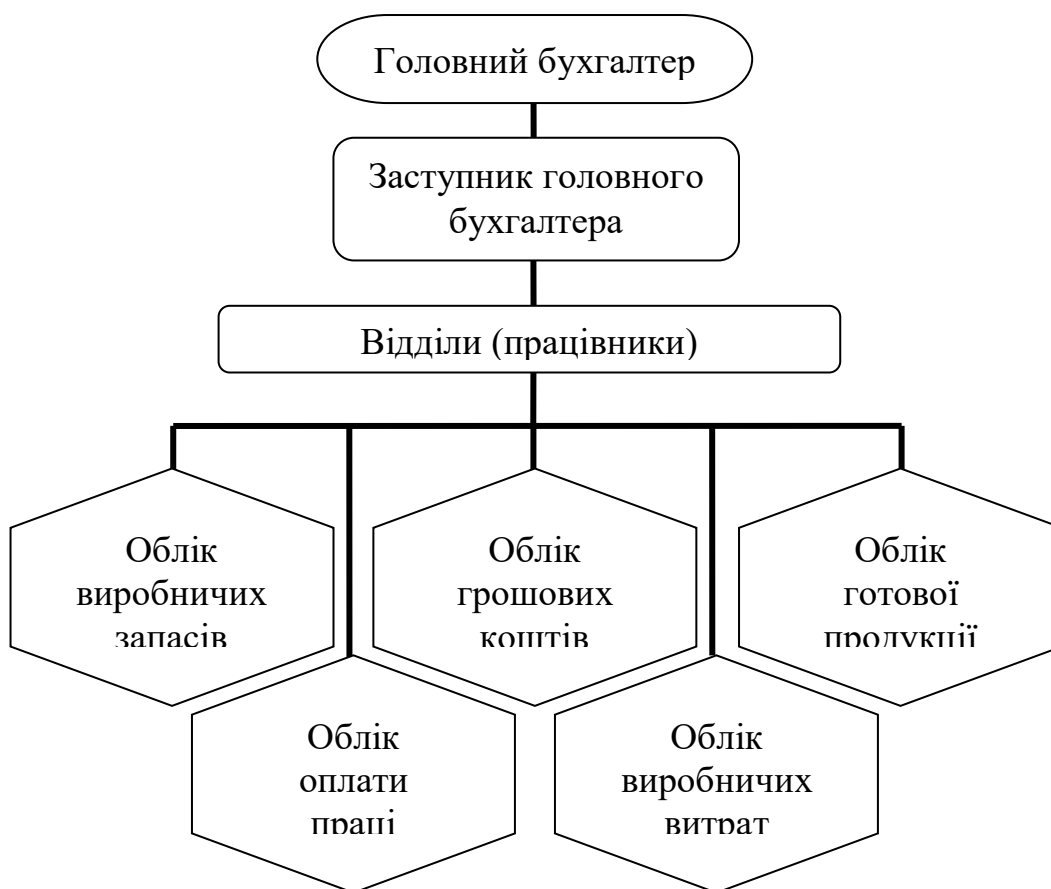 Головний бухгалтер
Заступник головного
бухгалтера
Відділи (працівники)
Облік
виробничих
запасів
Облік
грошових
коштів
Облік
готової
продукції
Облік
оплати
праці
Облік
виробничих
витрат